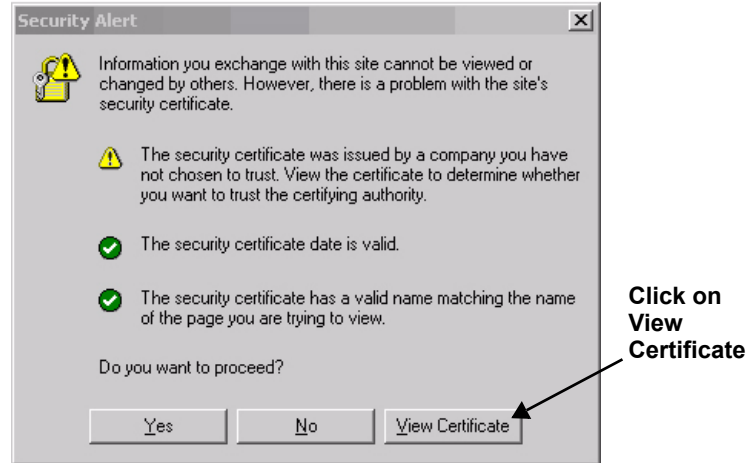 Security Alert
Information you exchange with this site cannot be viewed or
changed by others. However, there is a problem with the site's
security certificate.
The security certificate was issued by a company you have
not chosen to trust. View the certificate to determine whether
you want to trust the certifying authority.
The security certificate date is valid.
The security certificate has a valid name matching the name
of the page you are trying to view.
Do you want to proceed?
Yes No View Certificate
Click on
View
Certificate